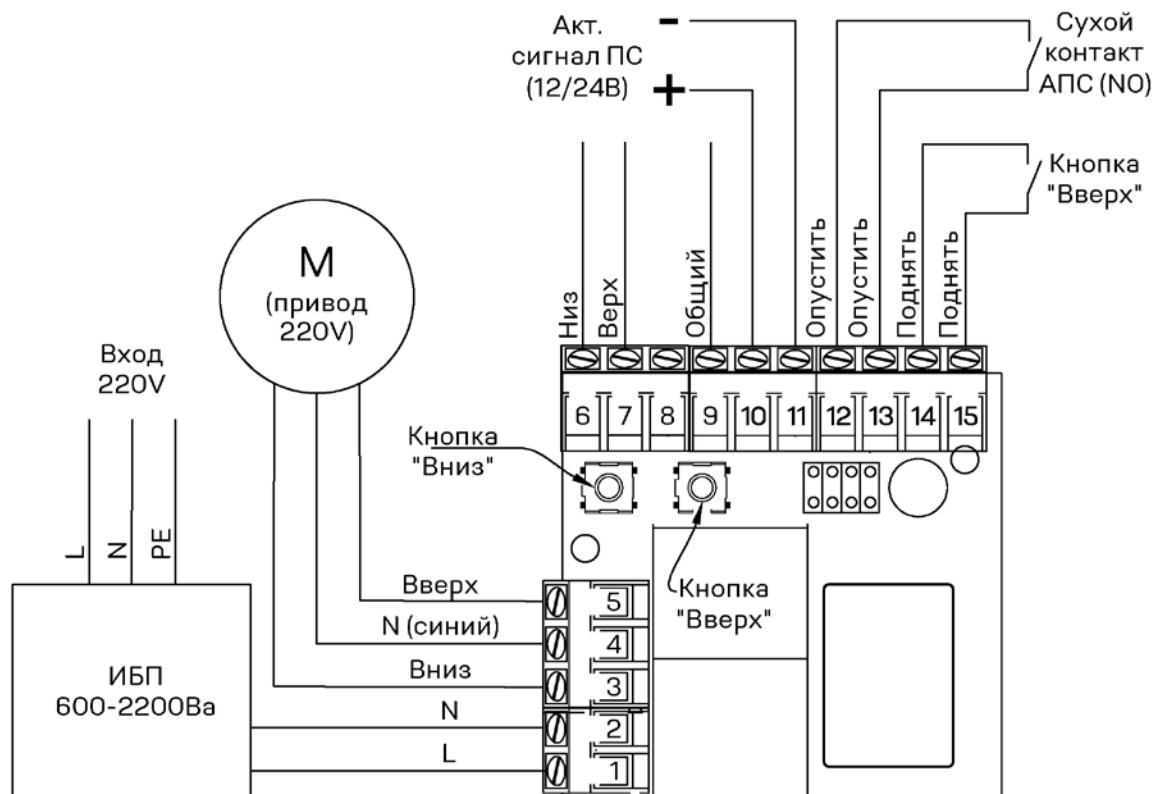 Акт.
сигнал ПС
(12/24В)
-
+
Сухой
контакт
АПС (NO)
Кнопка
"Вверх"
Низ
Верх
Общий
Опустить
Опустить
Поднять
Поднять
М
(привод
220V)
Вход
220V
6 7 8 9 10 11 12 13 14 15
Кнопка
"Вниз"
L
N
PE
Кнопка
"Вверх"
Вверх
5
N (синий)
4
Вниз
3
N
2
L
1
ИБП
600-2200Ва